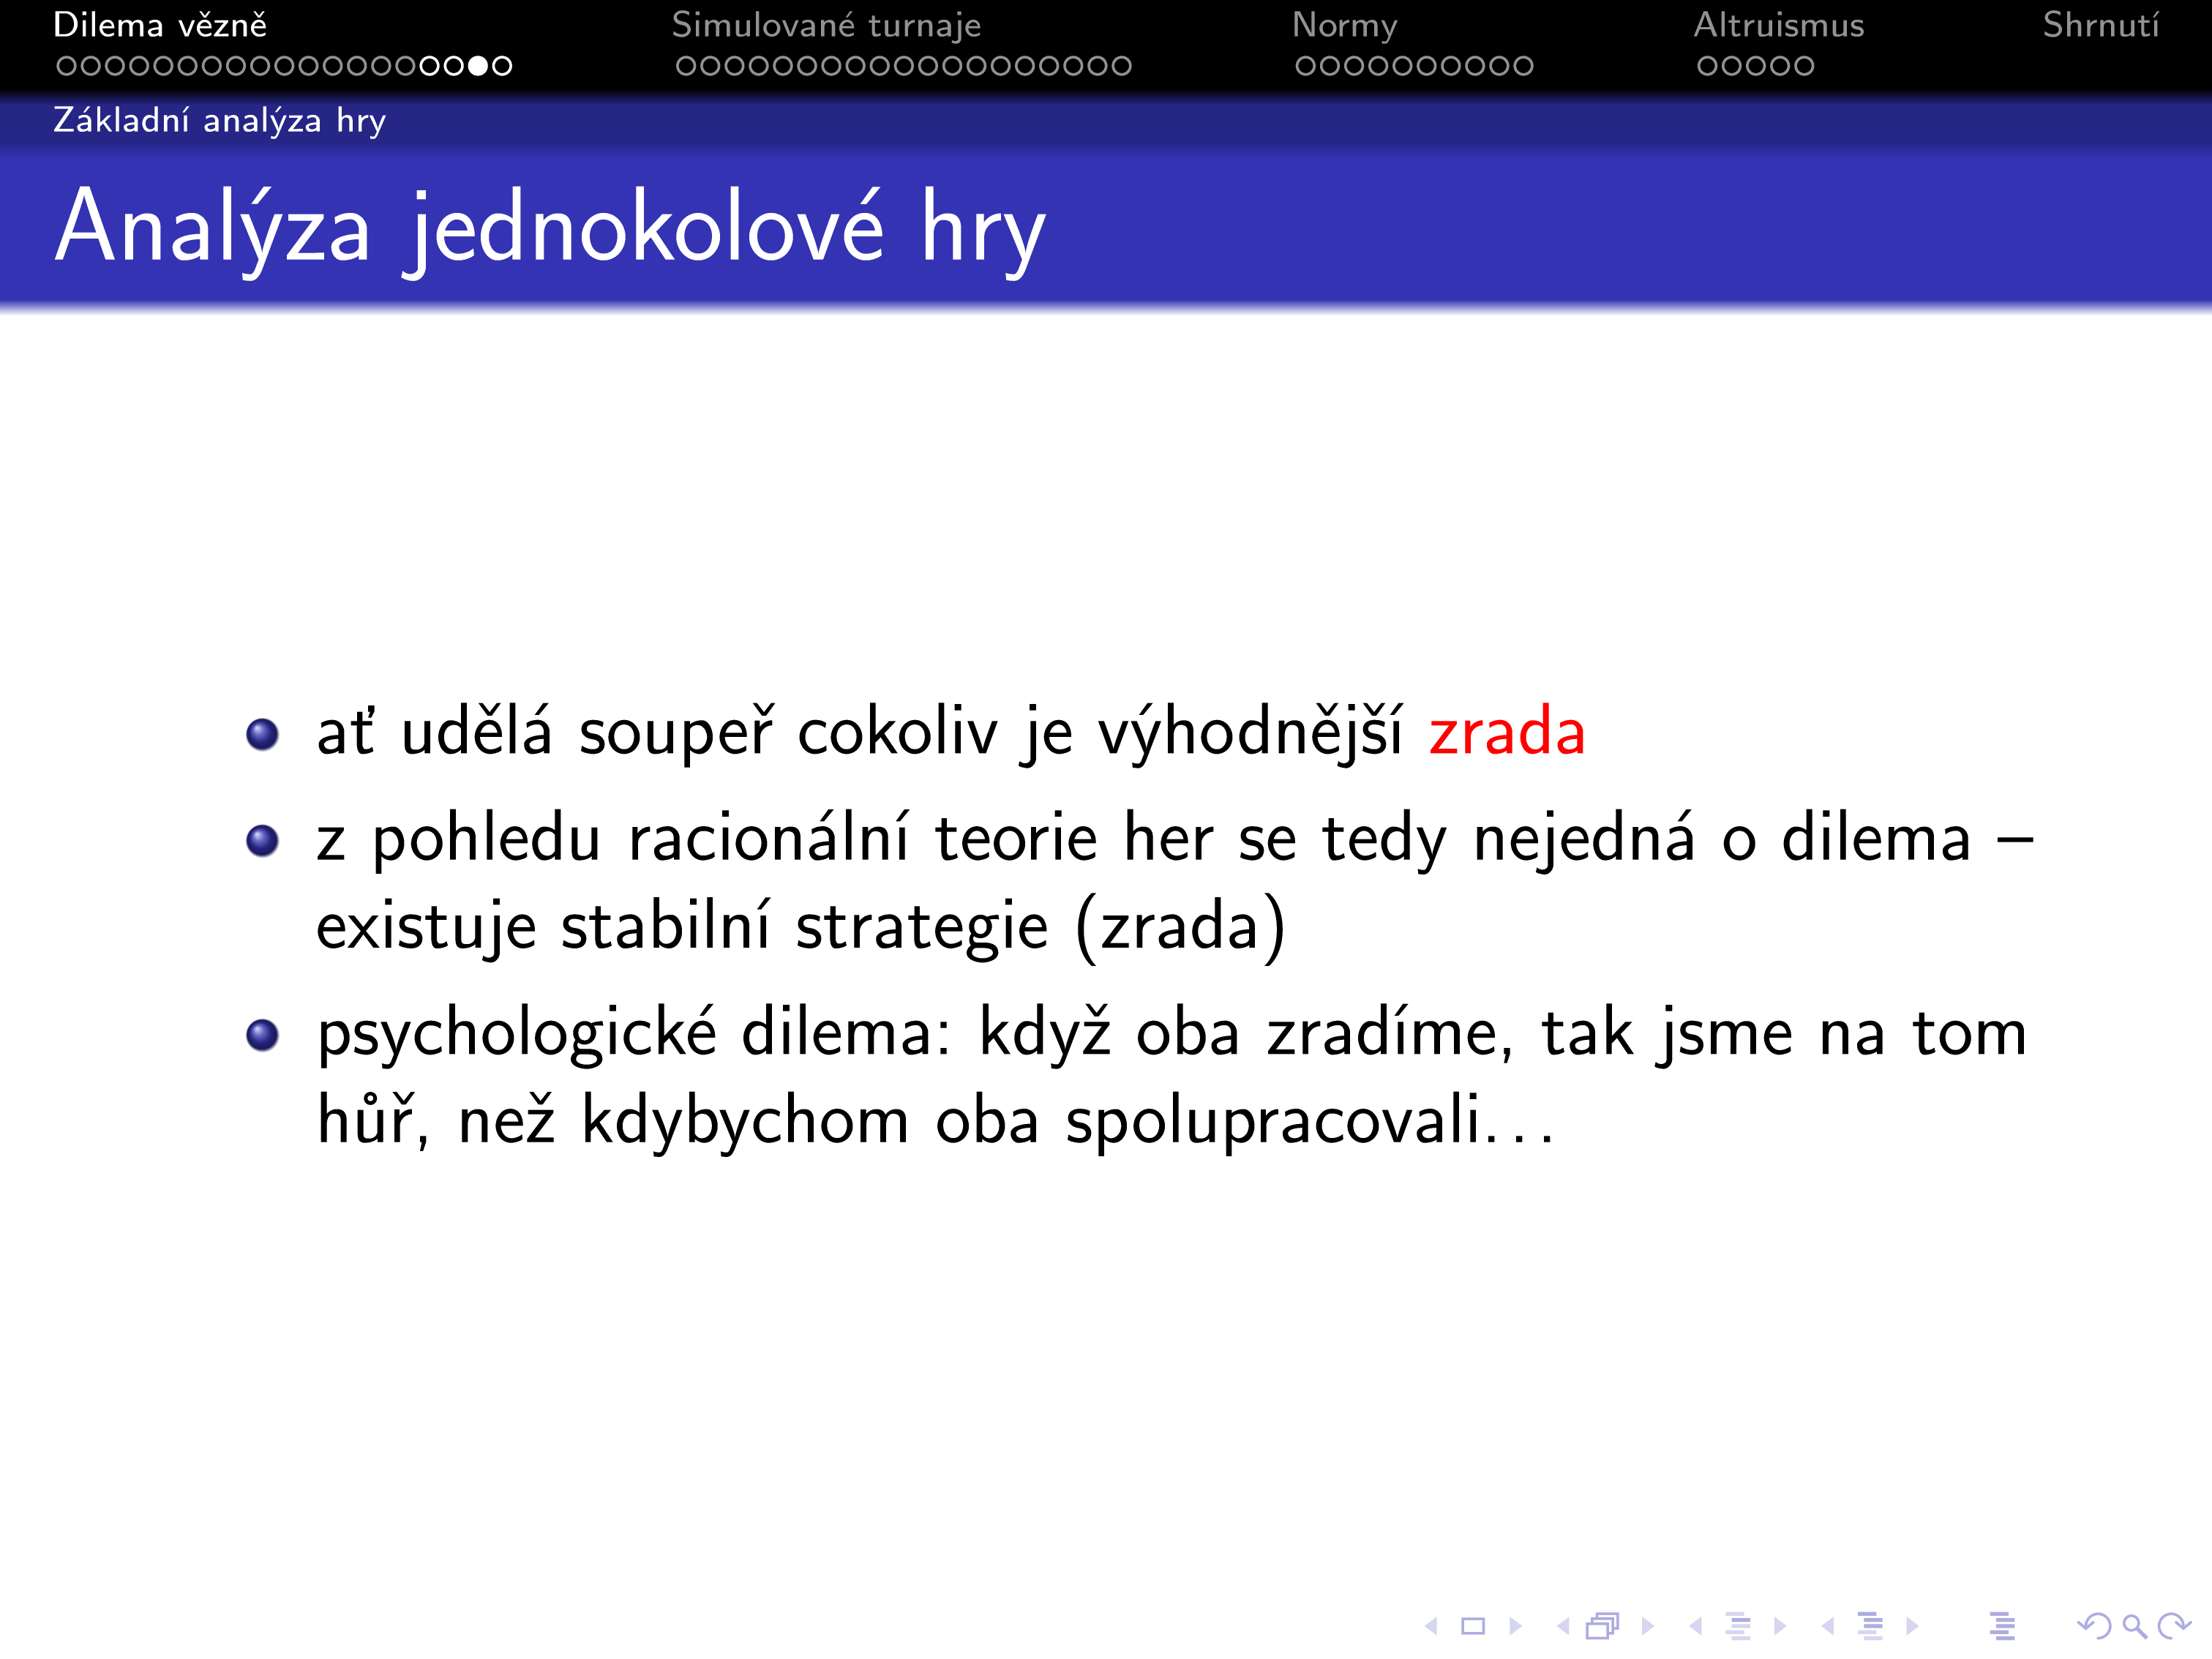 Dilema vězně Simulované turnaje Normy Altruismus Shrnutí
Základní analýza hry
Analýza jednokolové hry
ať udělá soupeř cokoliv je výhodnější zrada
z pohledu racionální teorie her se tedy nejedná o dilema –
existuje stabilní strategie (zrada)
psychologické dilema: když oba zradíme, tak jsme na tom
hůř, než kdybychom oba spolupracovali...